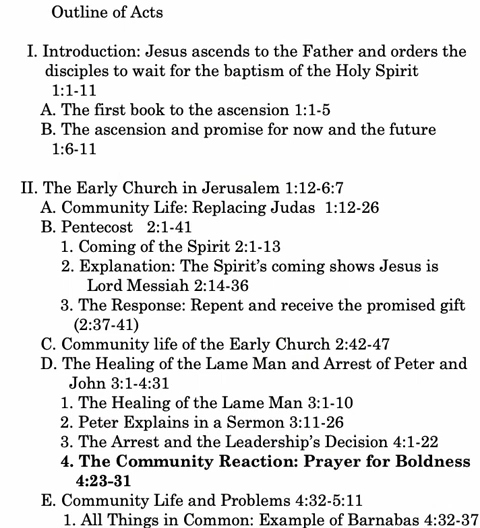 Outline of Acts
I. Introduction: Jesus ascends to the Father and orders the
disciples to wait for the baptism of the Holy Spirit
1:1-11
A. The first book to the ascension 1:1-5
B. The ascension and promise for now and the future
1:6-11
II. The Early Church in Jerusalem 1:12-6:7
A. Community Life: Replacing Judas 1:12-26
B. Pentecost 2:1-41
1. Coming of the Spirit 2:1-13
2. Explanation: The Spirit's coming shows Jesus is
Lord Messiah 2:14-36
3. The Response: Repent and receive the promised gift
(2:37-41)
C. Community life of the Early Church 2:42-47
D. The Healing of the Lame Man and Arrest of Peter and
John 3:1-4:31
1. The Healing of the Lame Man 3:1-10
2. Peter Explains in a Sermon 3:11-26
3. The Arrest and the Leadership's Decision 4:1-22
4. The Community Reaction: Prayer for Boldness
4:23-31
E. Community Life and Problems 4:32-5:11
1. All Things in Common: Example of Barnabas 4:32-37